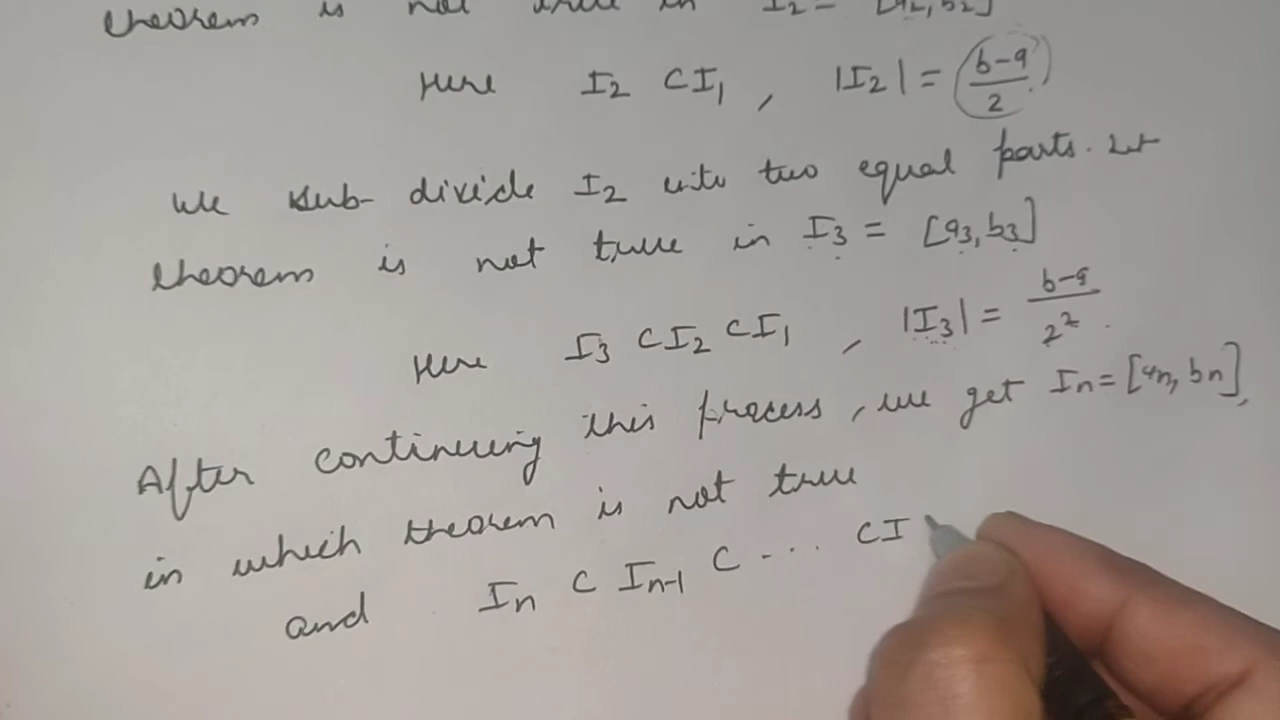 theorem is not true in I₂ = [a₂, b₂]
Here I₂ ⊂ I₁ , |I₂| = (b-a)/2
We sub-divide I₂ into two equal parts. Let
theorem is not true in I₃ = [a₃, b₃]
Here I₃ ⊂ I₂ ⊂ I₁ , |I₃| = (b-a)/2²
After continuing this process, we get Iₙ = [aₙ, bₙ],
in which theorem is not true
and Iₙ ⊂ Iₙ₋₁ ⊂ ... ⊂ I